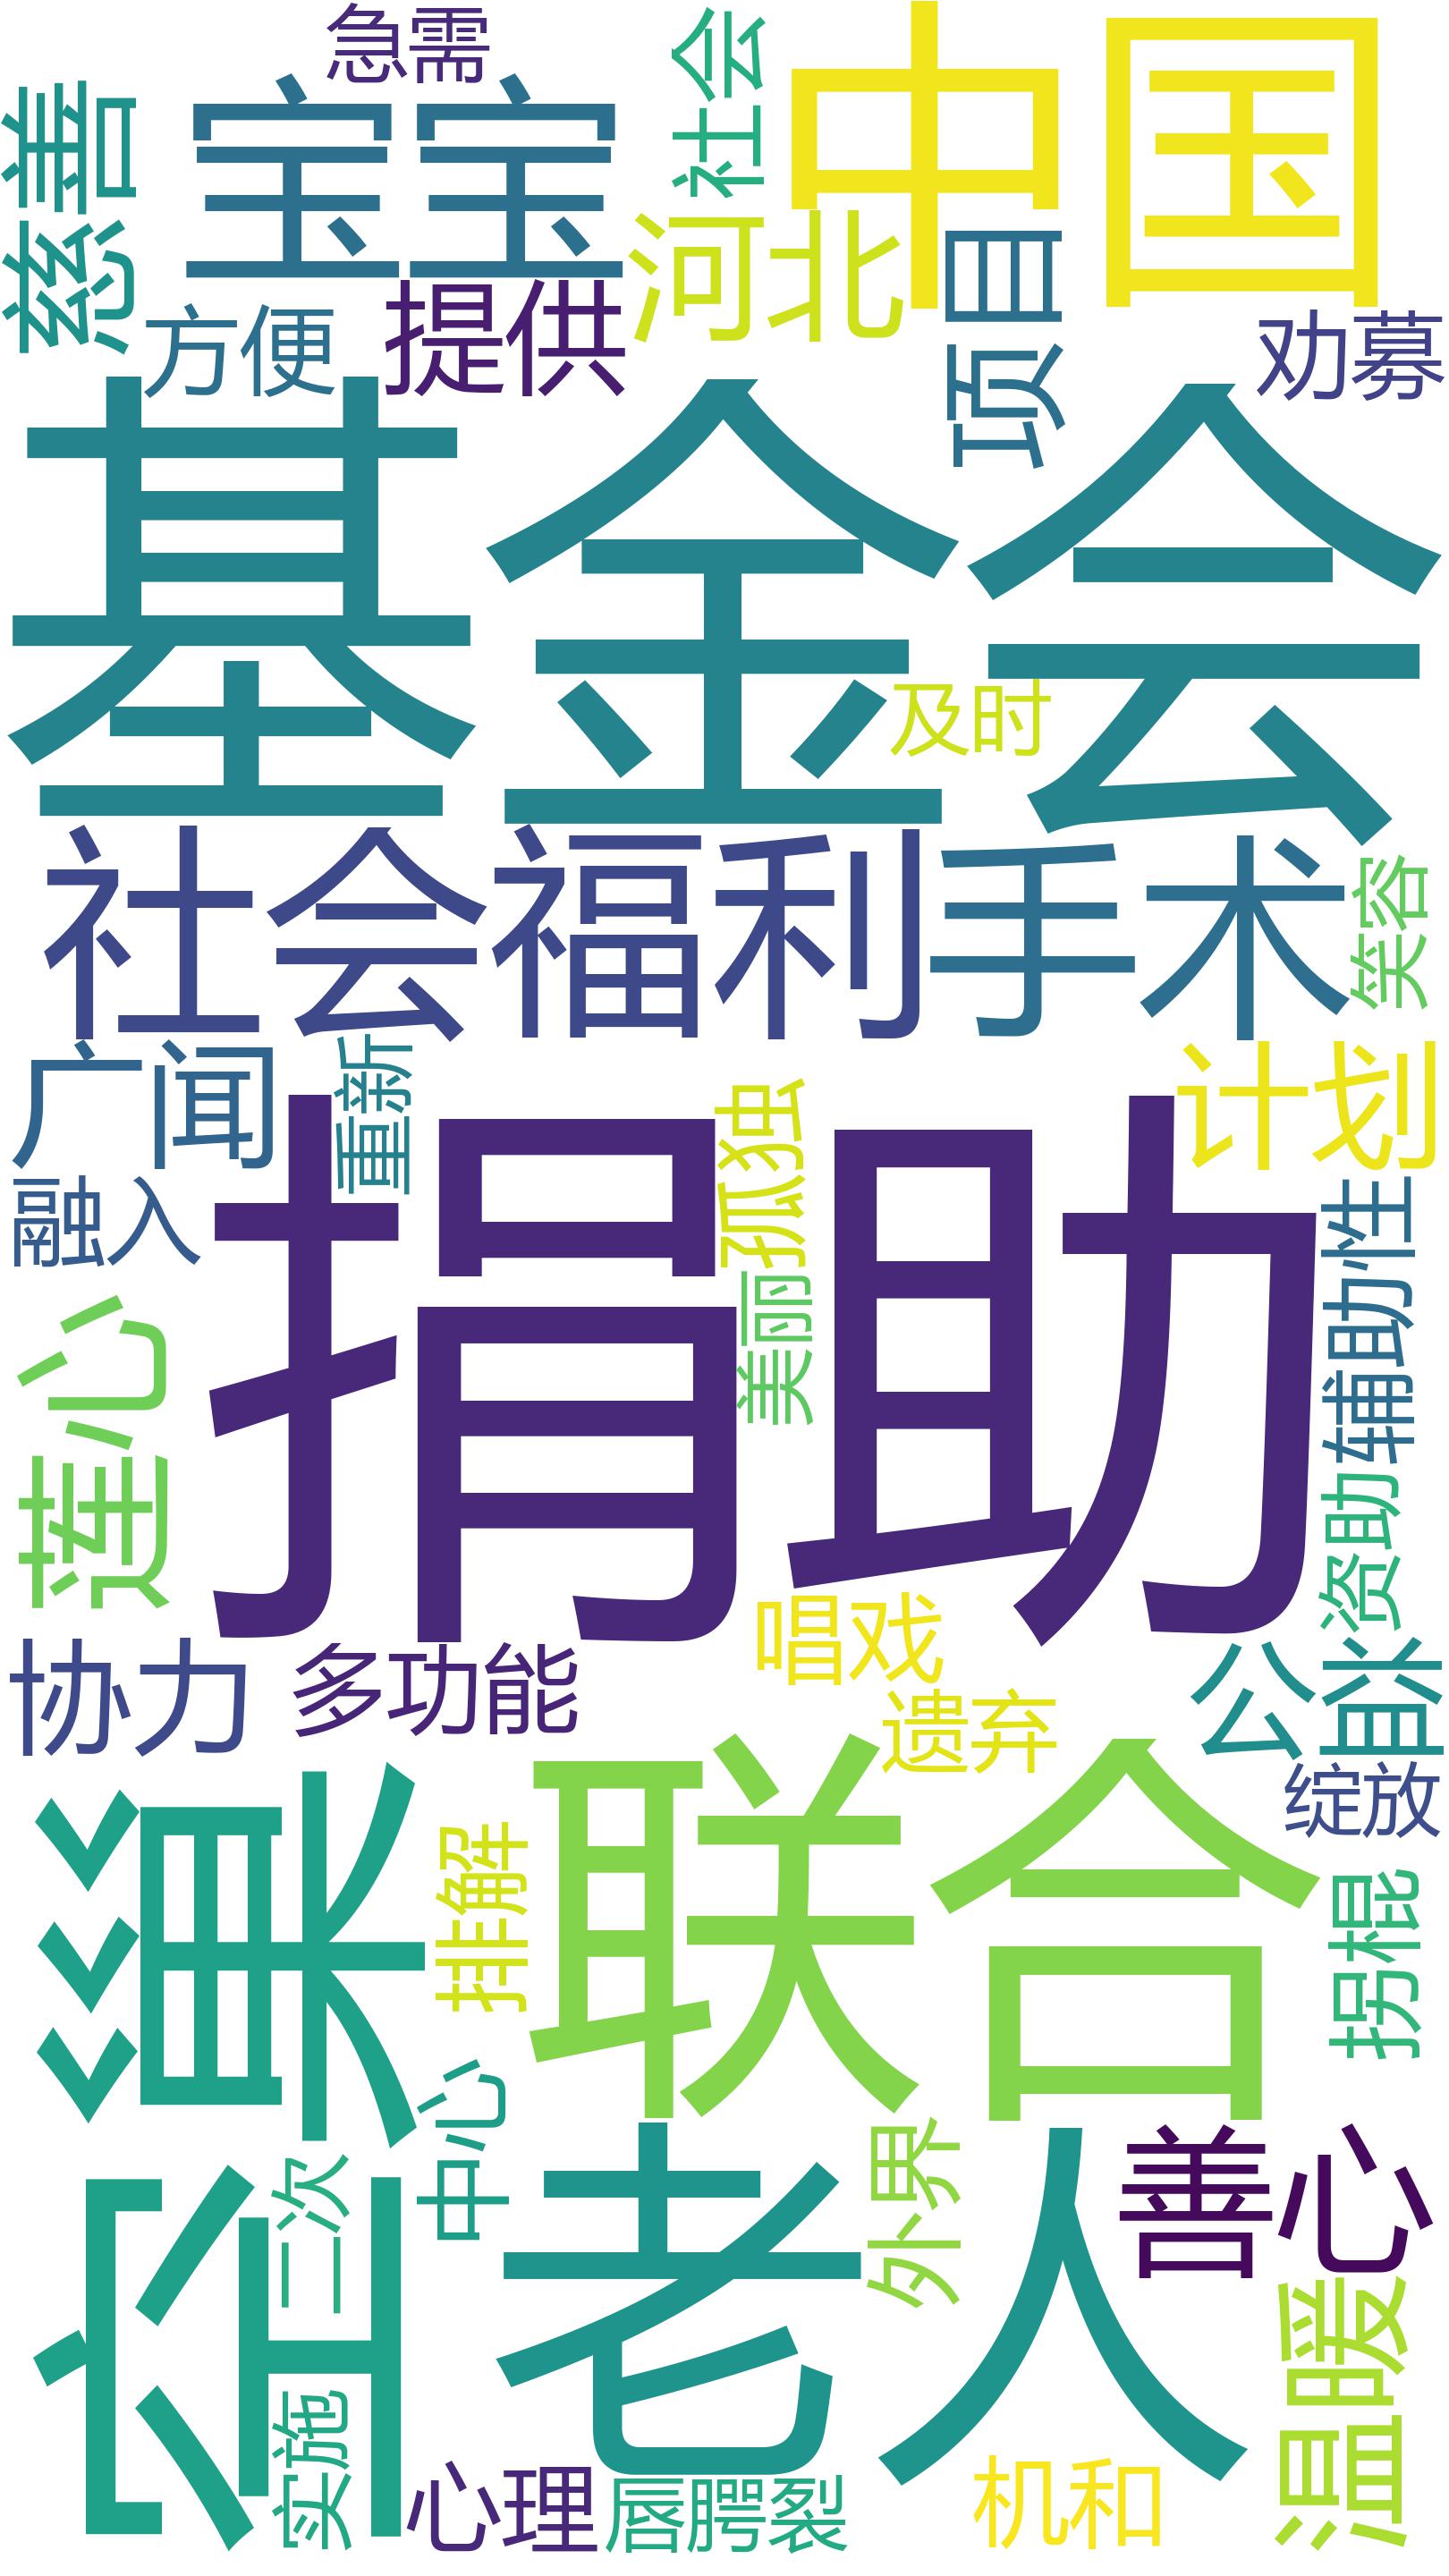 急需
社会
中国
慈善
宝宝
河北
项目
方便
提供
劝募
基金会
及时
社会福利
手术
笑容
广闻
重新
计划
孤独
融入
捐助
辅助性
美丽
莲心
资助
唱戏
协力
多功能
公益
遗弃
绽放
空巢
联合
排解
拐棍
中心
老人
外界
善心
二次
温暖
实施
心理
唇腭裂
机和